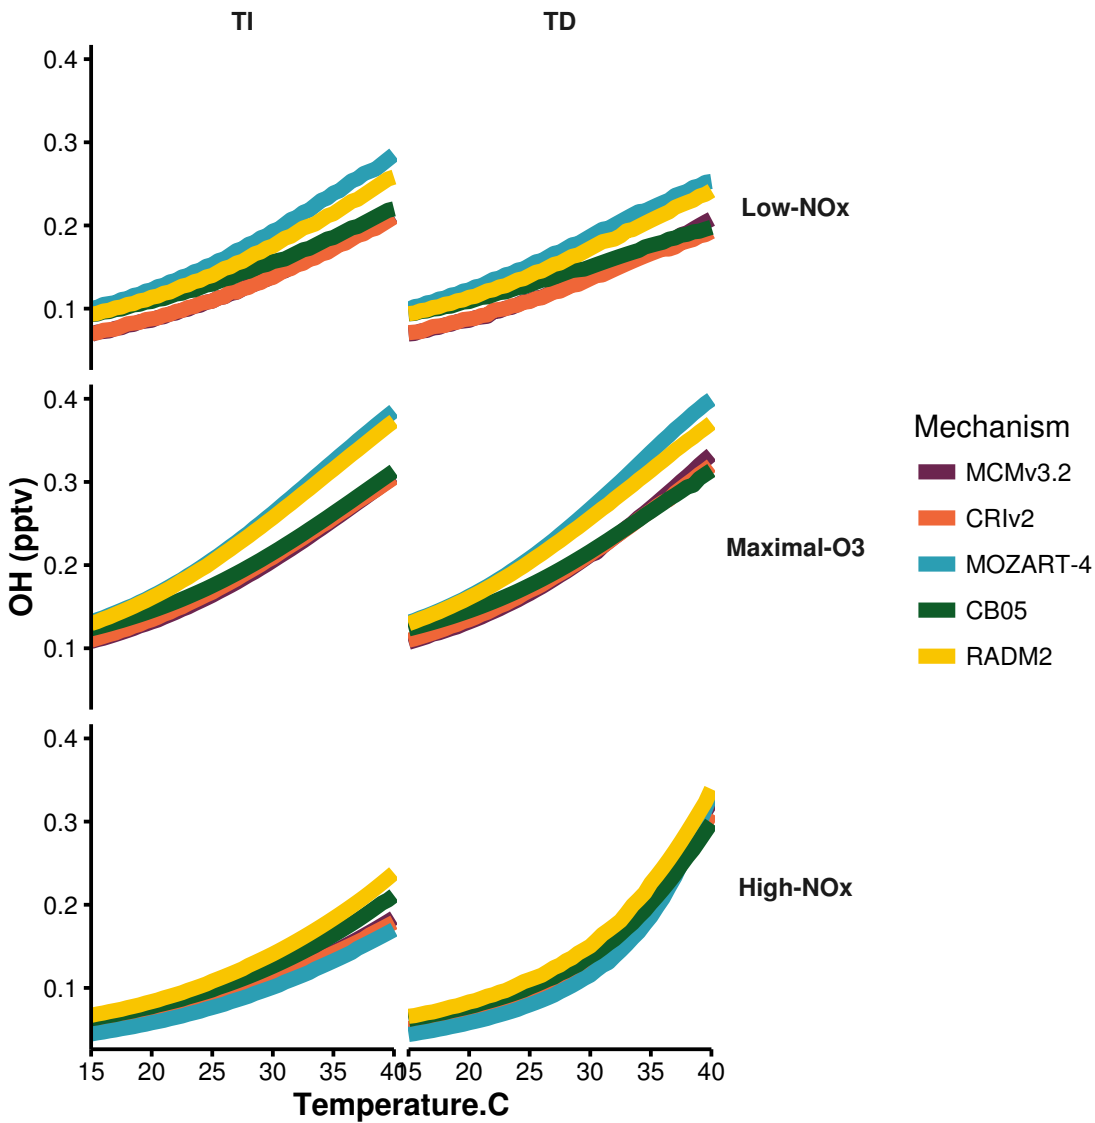 TI TD
0.4
0.3
0.2
0.1
Low-NOx
0.4
0.3
0.2
0.1
Maximal-O3
0.4
0.3
0.2
0.1
High-NOx
OH (pptv)
15 20 25 30 35 40 15 20 25 30 35 40
Temperature.C
Mechanism
MCMv3.2
CRIv2
MOZART-4
CB05
RADM2